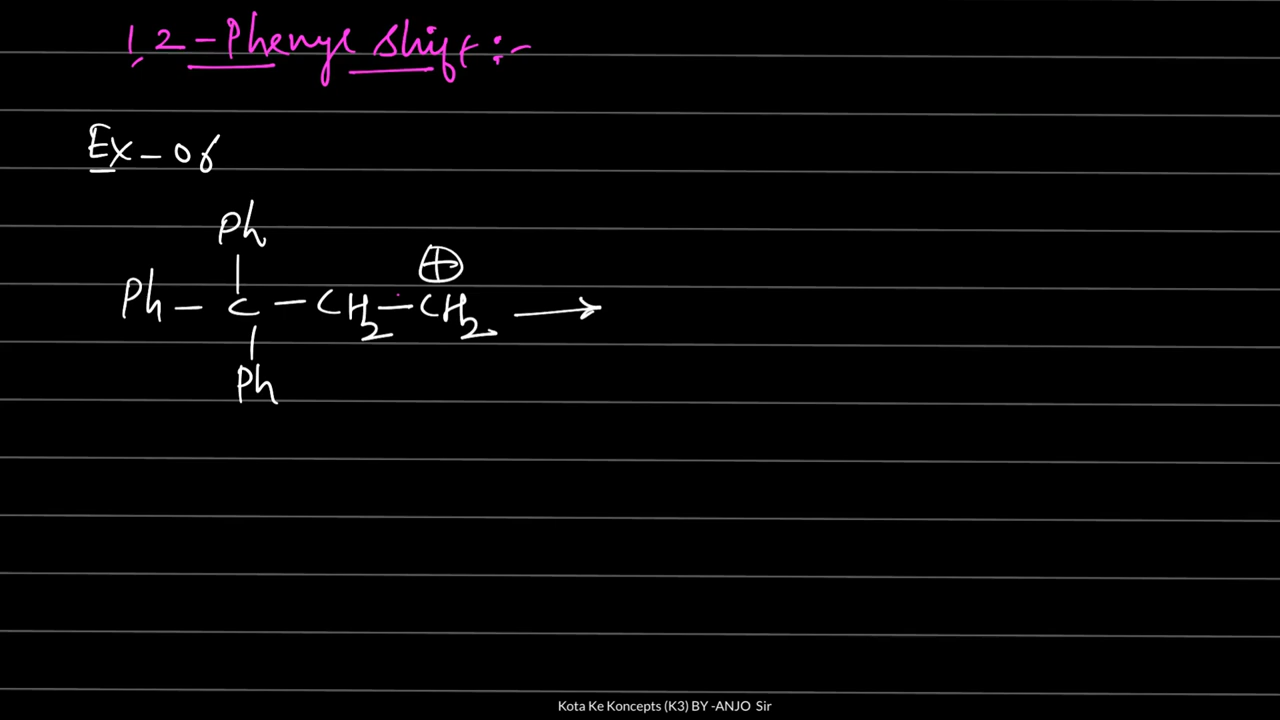 1,2-Phenyl Shift :-
Ex-06
Ph
Ph - C - CH2 - CH2 ⊕ →
Ph
Kota Ke Koncepts (K3) BY -ANJO Sir